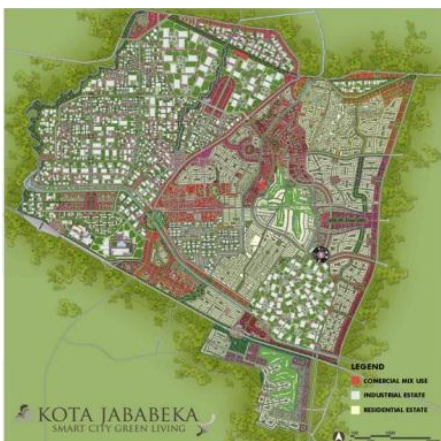 LEGEND
COMERCIAL MIX USE
INDUSTRIAL ESTATE
RESIDENTIAL ESTATE
KOTA JABABEKA
SMART CITY GREEN LIVING